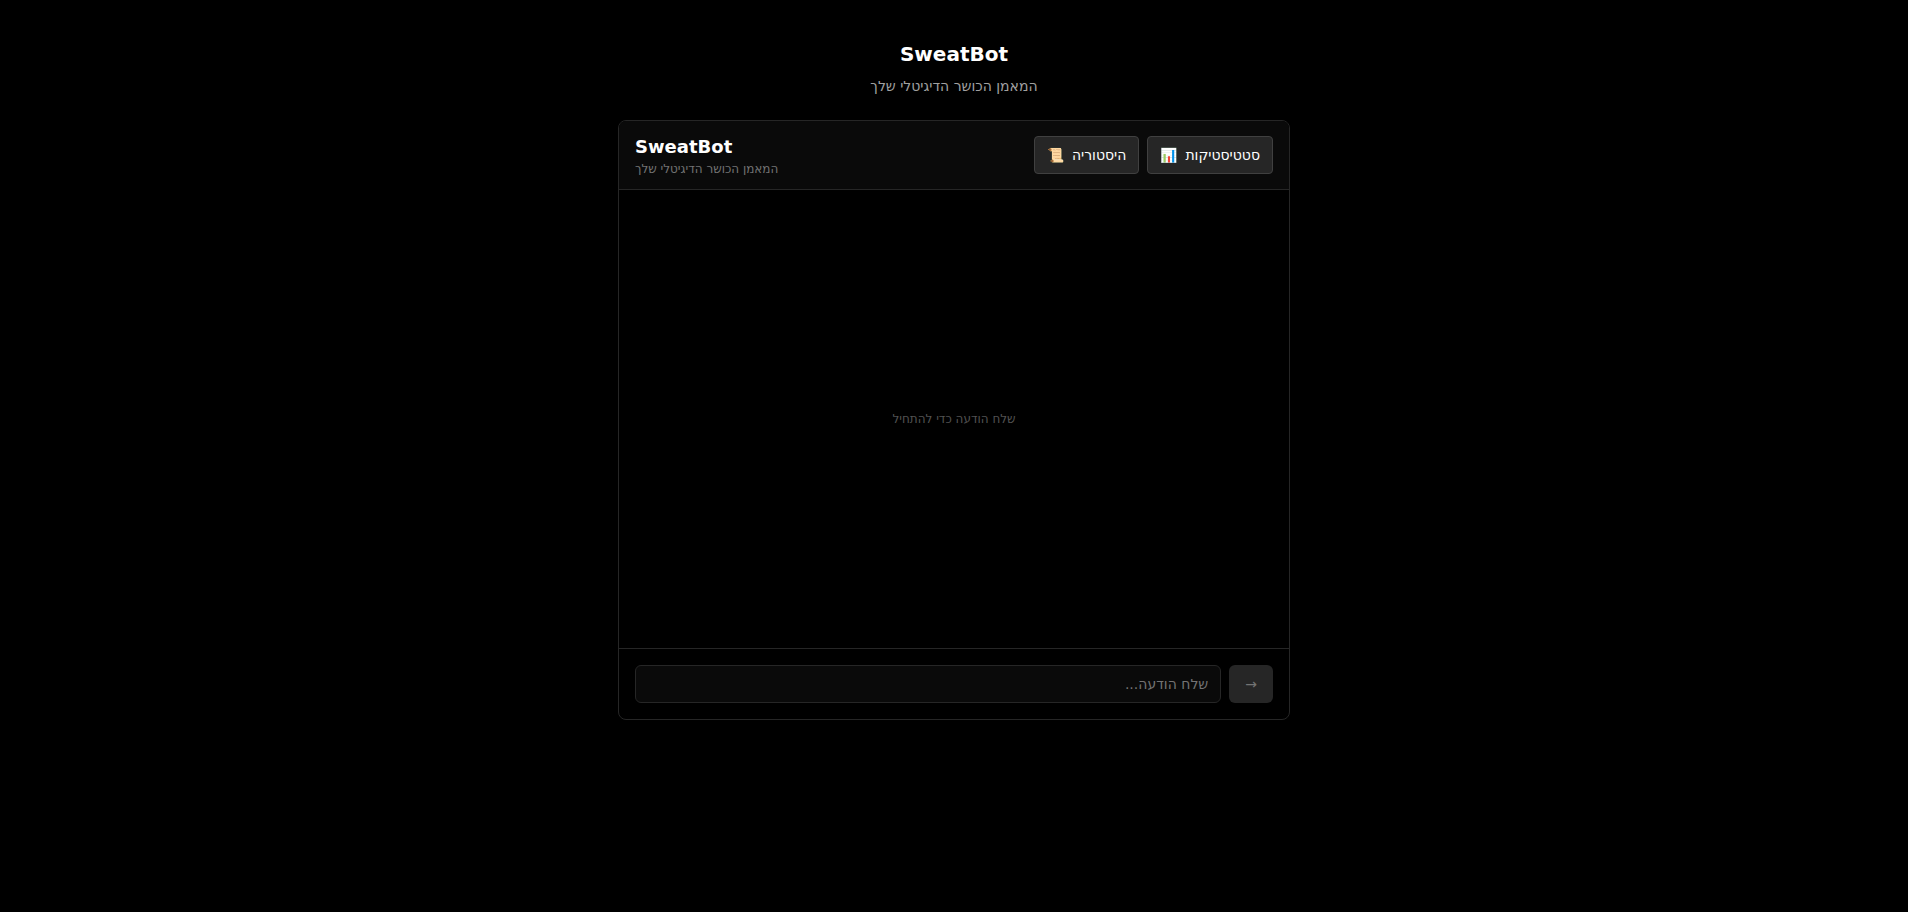 SweatBot
המאמן הכושר הדיגיטלי שלך
SweatBot
המאמן הכושר הדיגיטלי שלך
סטטיסטיקות 📊
היסטוריה 📜
שלח הודעה כדי להתחיל
שלח הודעה...
→